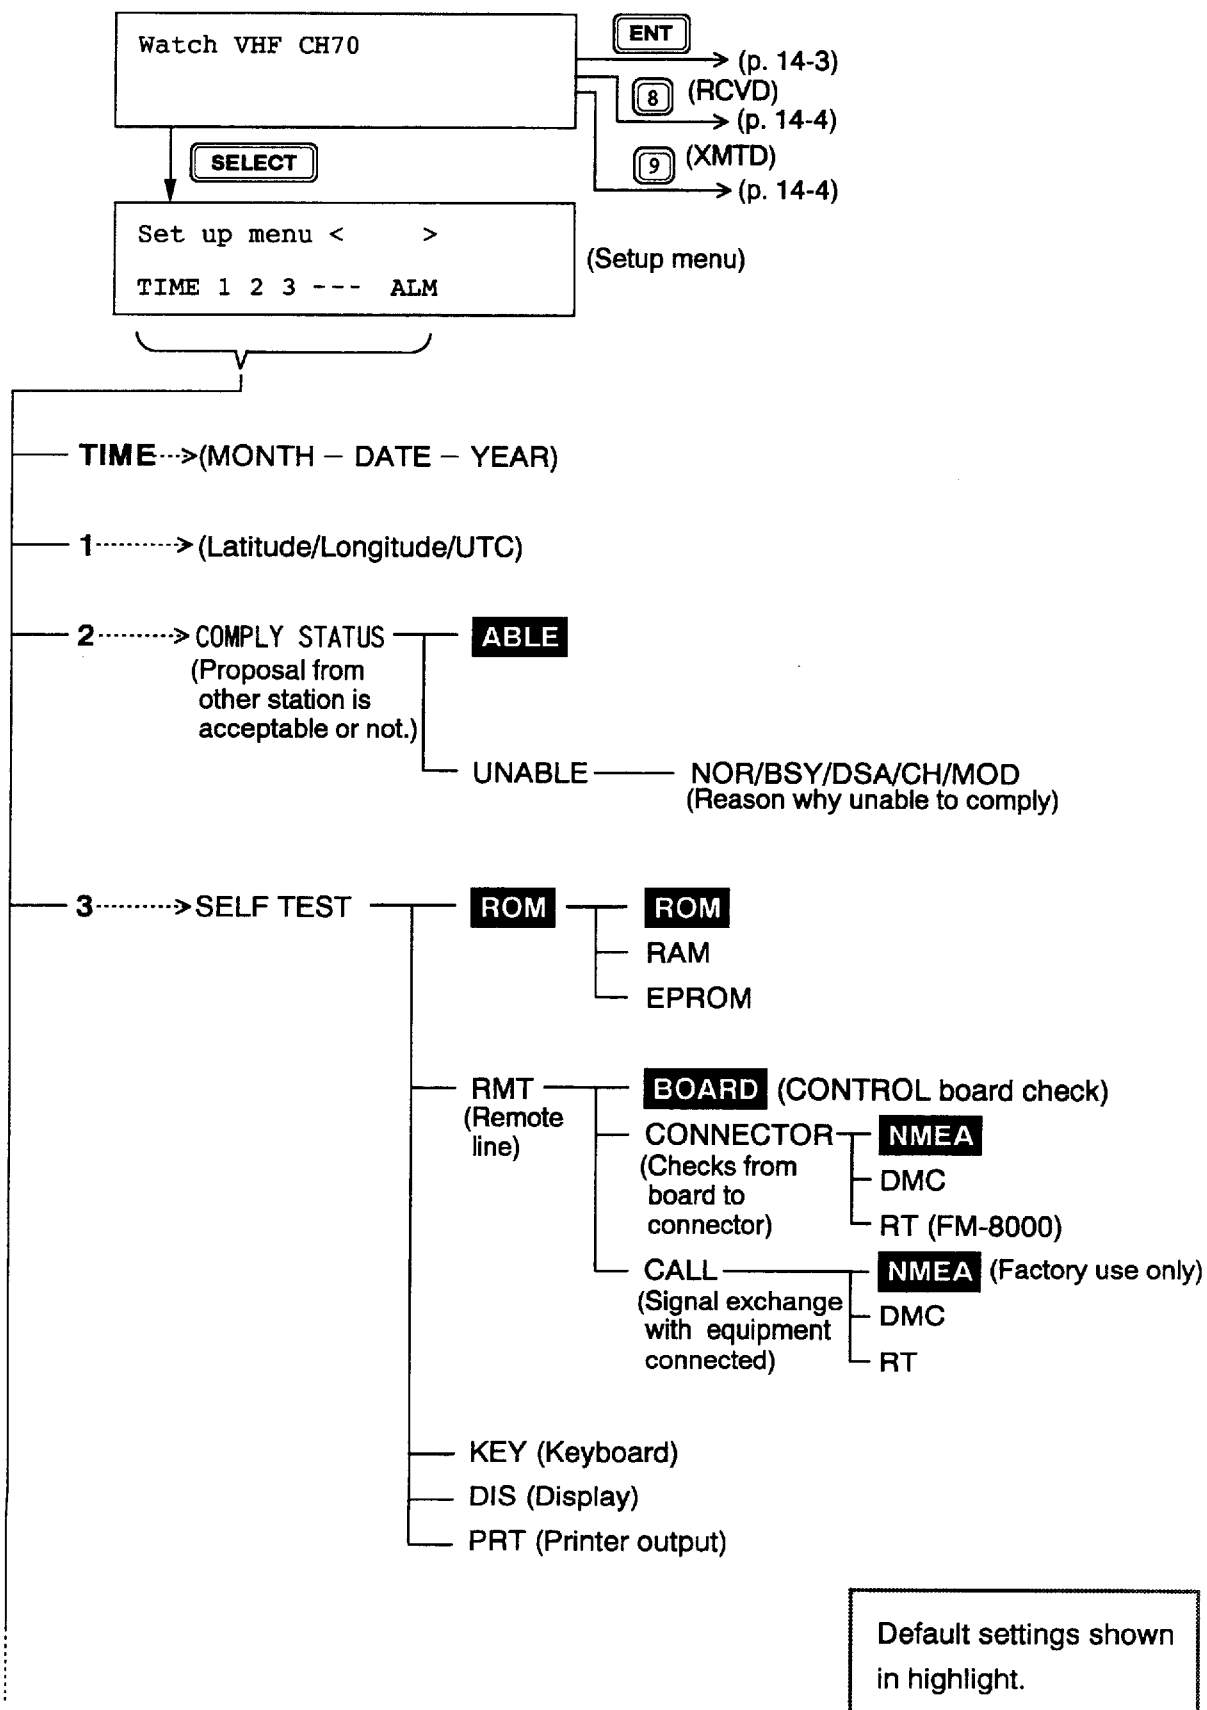 Watch VHF CH70
ENT
(p. 14-3)
8 (RCVD)
(p. 14-4)
9 (XMTD)
(p. 14-4)
SELECT
Set up menu < >
TIME 1 2 3 --- ALM
(Setup menu)
TIME (MONTH – DATE – YEAR)
1 (Latitude/Longitude/UTC)
2 COMPLY STATUS ABLE
(Proposal from
other station is
acceptable or not.)
UNABLE NOR/BSY/DSA/CH/MOD
(Reason why unable to comply)
3 SELF TEST ROM ROM
RAM
EPROM
RMT BOARD (CONTROL board check)
(Remote
line)
CONNECTOR NMEA
(Checks from
board to
connector)
DMC
RT (FM-8000)
CALL NMEA (Factory use only)
(Signal exchange
with equipment
connected)
DMC
RT
KEY (Keyboard)
DIS (Display)
PRT (Printer output)
Default settings shown
in highlight.